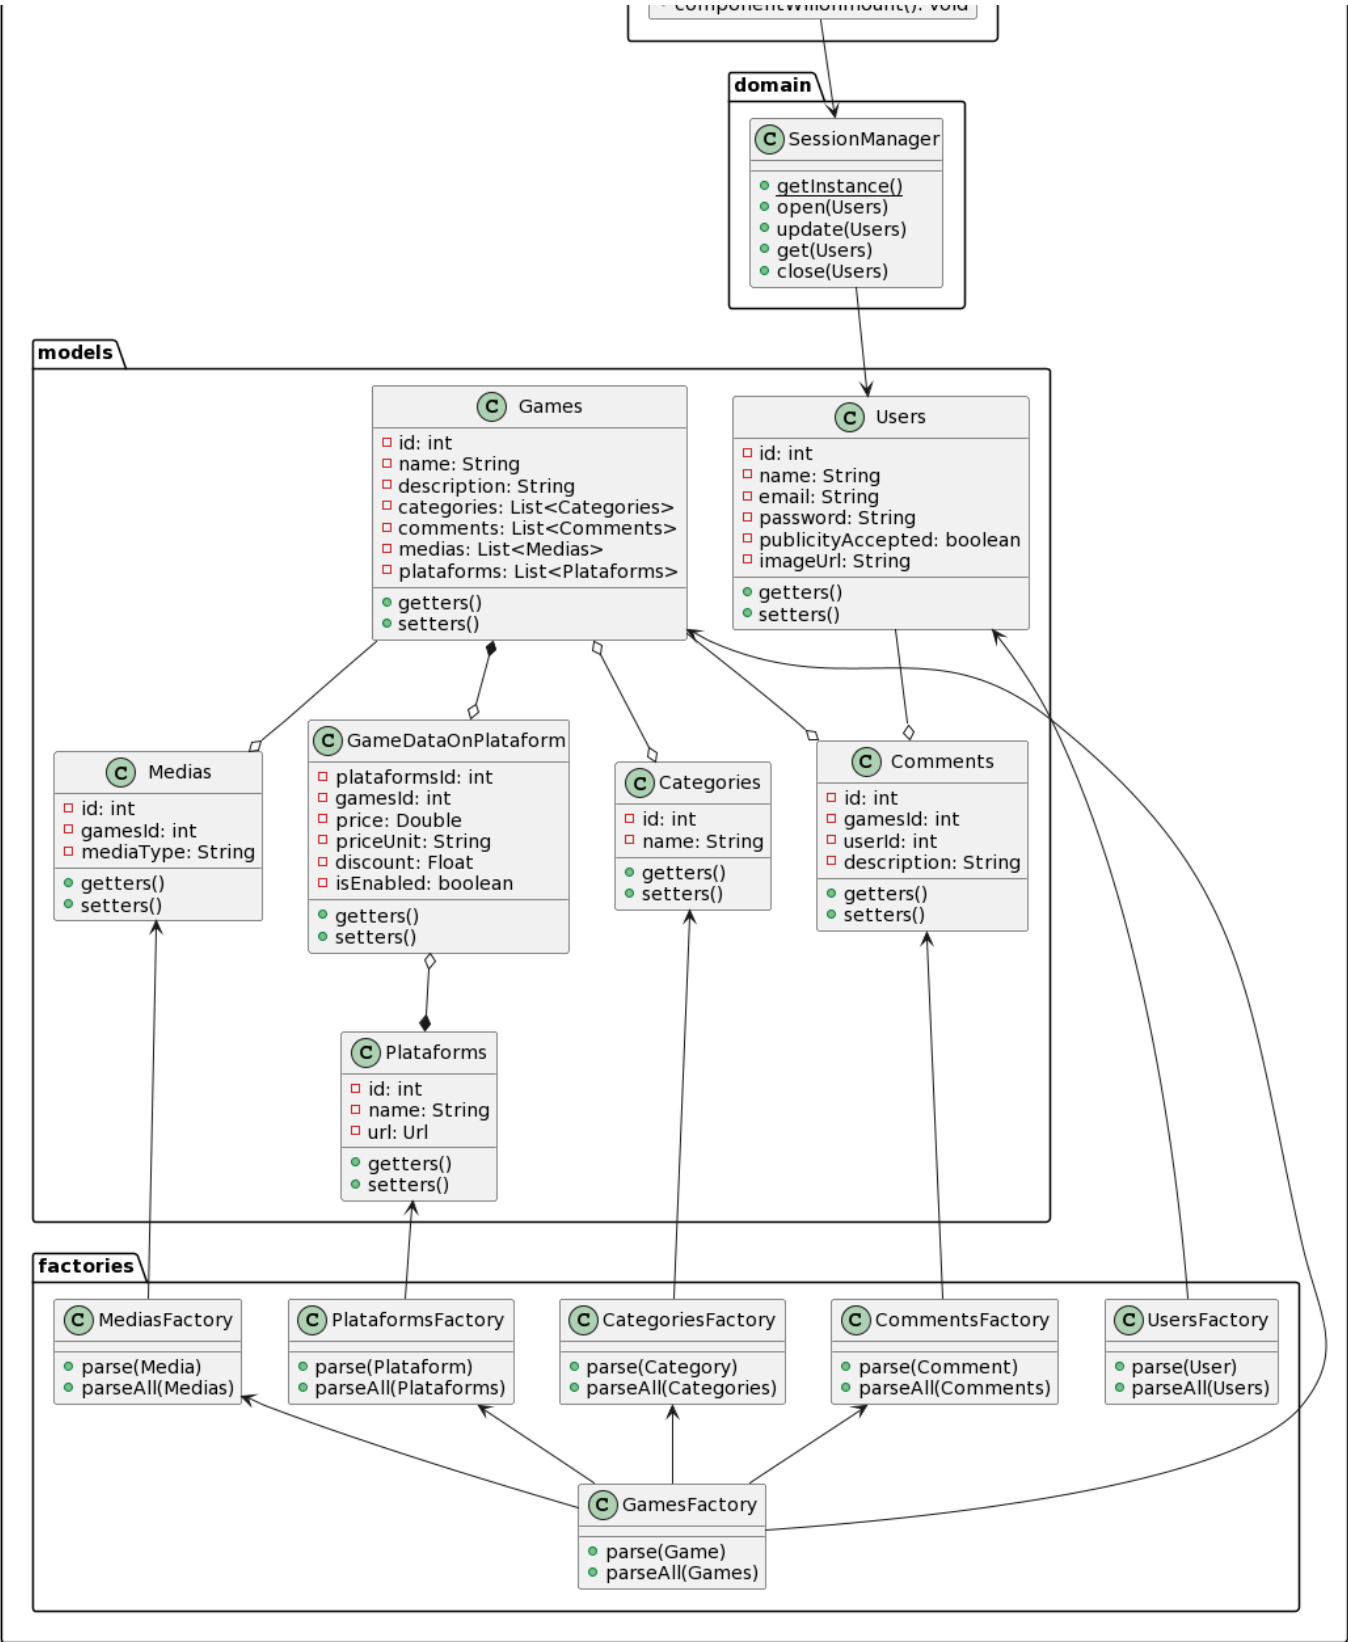 componentWillUnmount(): void
domain
C SessionManager
getInstance()
open(Users)
update(Users)
get(Users)
close(Users)
models
C Games
id: int
name: String
description: String
categories: List<Categories>
comments: List<Comments>
medias: List<Medias>
plataforms: List<Plataforms>
getters()
setters()
C Users
id: int
name: String
email: String
password: String
publicityAccepted: boolean
imageUrl: String
getters()
setters()
C Medias
id: int
gamesId: int
mediaType: String
getters()
setters()
C GameDataOnPlataform
plataformsId: int
gamesId: int
price: Double
priceUnit: String
discount: Float
isEnabled: boolean
getters()
setters()
C Categories
id: int
name: String
getters()
setters()
C Comments
id: int
gamesId: int
userId: int
description: String
getters()
setters()
C Plataforms
id: int
name: String
url: Url
getters()
setters()
factories
C MediasFactory
parse(Media)
parseAll(Medias)
C PlataformsFactory
parse(Plataform)
parseAll(Plataforms)
C CategoriesFactory
parse(Category)
parseAll(Categories)
C CommentsFactory
parse(Comment)
parseAll(Comments)
C UsersFactory
parse(User)
parseAll(Users)
C GamesFactory
parse(Game)
parseAll(Games)